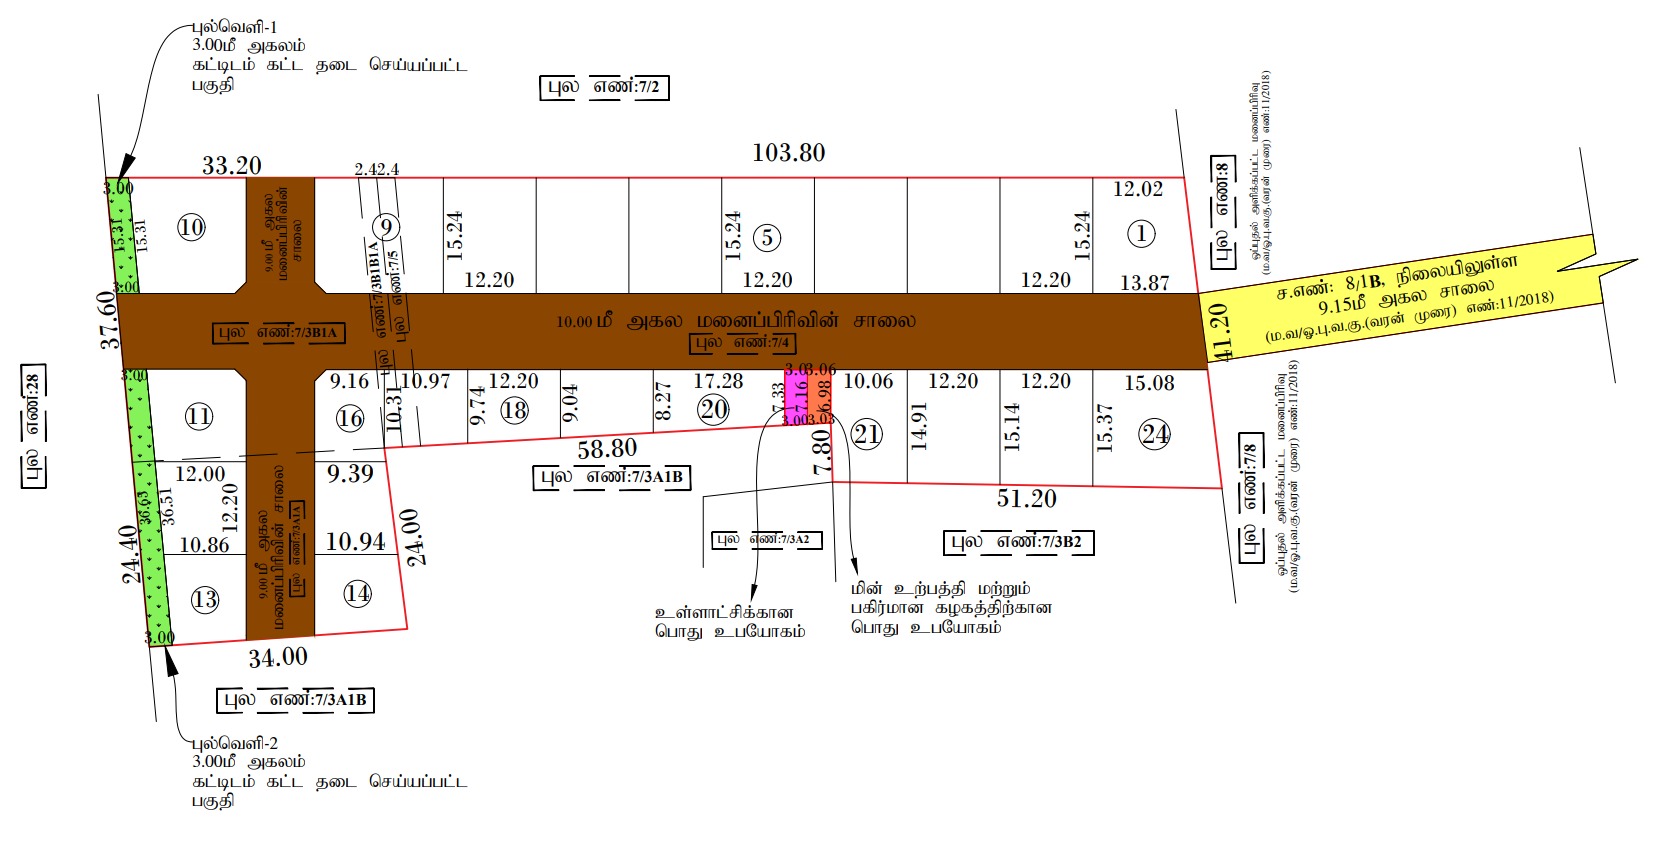 புல்வெளி-1
3.00மீ அகலம்
கட்டிடம் கட்ட தடை செய்யப்பட்ட
பகுதி
புல எண்:7/2
33.20
103.80
2.4
2.4
3.00
15.31
15.31
3.00
10
9.00 மீ அகல
மனைப்பிரிவின்
சாலை
9
15.24
12.20
15.24
5
12.20
15.24
12.20
12.02
1
13.87
புல எண்:8
ஒப்புதல் அளிக்கப்பட்ட மனைப்பிரிவு
(ம.வ/ஓ.பு.வ.கு.(வரன் முறை) எண்:11/2018)
ச.எண்: 8/1B, நிலையிலுள்ள
9.15மீ அகல சாலை
(ம.வ/ஓ.பு.வ.கு.(வரன் முறை) எண்:11/2018)
37.60
புல எண்:7/3B1A
புல எண்:7/3B1B1A
புல எண்:7/5
10.00 மீ அகல மனைப்பிரிவின் சாலை
புல எண்:7/4
41.20
புல எண்:28
3.00
11
9.16
16
10.31
10.97
9.74
12.20
18
9.04
8.27
17.28
20
7.33
3.03
3.06
7.16
6.98
3.00
3.03
10.06
21
14.91
12.20
15.14
12.20
15.37
15.08
24
12.00
9.39
58.80
7.80
புல எண்:7/3A1B
51.20
புல எண்:7/8
ஒப்புதல் அளிக்கப்பட்ட மனைப்பிரிவு
(ம.வ/ஓ.பு.வ.கு.(வரன் முறை) எண்:11/2018)
36.63
36.51
12.20
24.40
10.86
10.94
24.00
9.00 மீ அகல
மனைப்பிரிவின் சாலை
புல எண்:7/3A1A
புல எண்:7/3A2
புல எண்:7/3B2
13
14
3.00
34.00
உள்ளாட்சிக்கான
பொது உபயோகம்
மின் உற்பத்தி மற்றும்
பகிர்மான கழகத்திற்கான
பொது உபயோகம்
புல எண்:7/3A1B
புல்வெளி-2
3.00மீ அகலம்
கட்டிடம் கட்ட தடை செய்யப்பட்ட
பகுதி